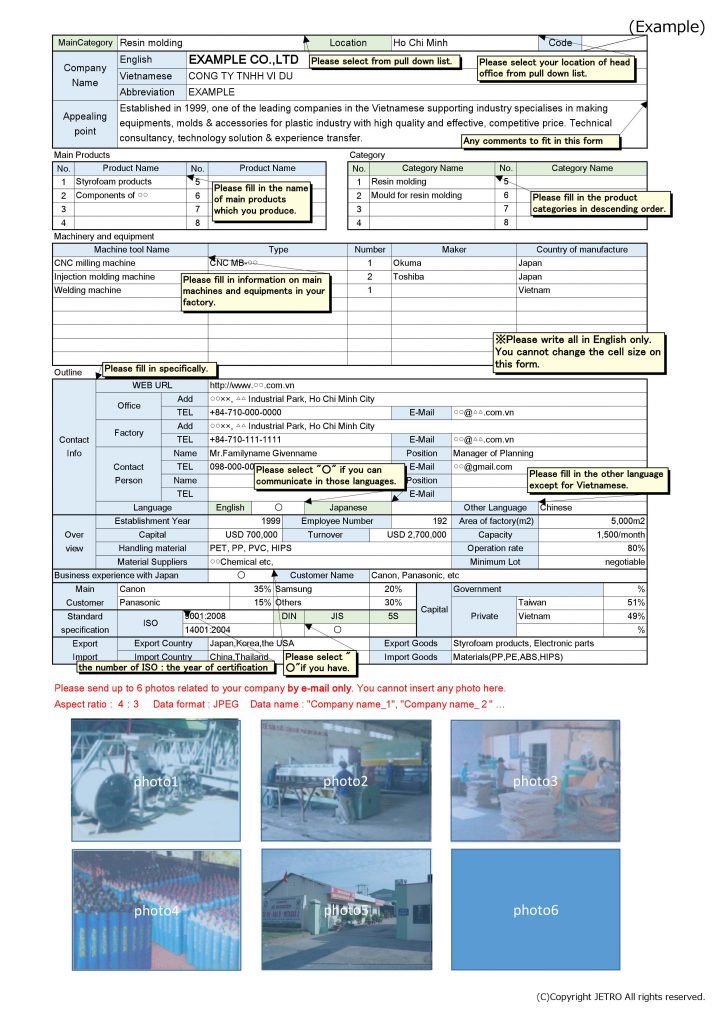 (Example)
MainCategory Resin molding Location Ho Chi Minh Code
Please select from pull down list.
Please select your location of head office from pull down list.
Company Name English EXAMPLE CO.,LTD
Vietnamese CONG TY TNHH VI DU
Abbreviation EXAMPLE
Appealing point
Established in 1999, one of the leading companies in the Vietnamese supporting industry specialises in making
equipments, molds & accessories for plastic industry with high quality and effective, competitive price. Technical
consultancy, technology solution & experience transfer.
Any comments to fit in this form
Main Products
No. Product Name No. Product Name
1 Styrofoam products 5
2 Components of ○○ 6
3 7
4 8
Please fill in the name
of main products
which you produce.
Category
No. Category Name No. Category Name
1 Resin molding 5
2 Mould for resin molding 6
3 7
4 8
Please fill in the product
categories in descending order.
Machinery and equipment
Machine tool Name Type Number Maker Country of manufacture
CNC milling machine CNC MB-○○ 1 Okuma Japan
Injection molding machine 2 Toshiba Japan
Welding machine 1 Vietnam
Please fill in information on main
machines and equipments in your
factory.
※Please write all in English only.
You cannot change the cell size on
this form.
Outline
Please fill in specifically.
Contact Info
WEB URL http://www.○○.com.vn
Office Add ○○××, △△ Industrial Park, Ho Chi Minh City
TEL +84-710-000-0000 E-Mail ○○@△△.com.vn
Factory Add ○○××, △△ Industrial Park, Ho Chi Minh City
TEL +84-710-111-1111 E-Mail ○○@△△.com.vn
Contact Person Name Mr.Familyname Givenname Position Manager of Planning
TEL 098-000-00 E-Mail ○○@gmail.com
Name Position
TEL E-Mail
Please select "○" if you can
communicate in those languages.
Please fill in the other language
except for Vietnamese.
Language English ○ Japanese Other Language Chinese
Over view
Establishment Year 1999 Employee Number 192 Area of factory(m2) 5,000m2
Capital USD 700,000 Turnover USD 2,700,000 Capacity 1,500/month
Handling material PET, PP, PVC, HIPS Operation rate 80%
Material Suppliers ○○Chemical etc, Minimum Lot negotiable
Business experience with Japan ○ Customer Name Canon, Panasonic, etc
Main Customer Canon 35% Samsung 20% Capital Government %
Panasonic 15% Others 30% Private Taiwan 51%
Standard specification ISO 9001:2008 DIN JIS 5S Vietnam 49%
14001:2004 ○ %
Export Export Country Japan,Korea,the USA Export Goods Styrofoam products, Electronic parts
Import Import Country China,Thailand Import Goods Materials(PP,PE,ABS,HIPS)
the number of ISO : the year of certification
Please select "
○"if you have.
Please send up to 6 photos related to your company by e-mail only. You cannot insert any photo here.
Aspect ratio : 4 : 3 Data format : JPEG Data name : "Company name_1", "Company name_ 2 " …
photo1
photo2
photo3
photo4
photo5
photo6
(C)Copyright JETRO All rights reserved.